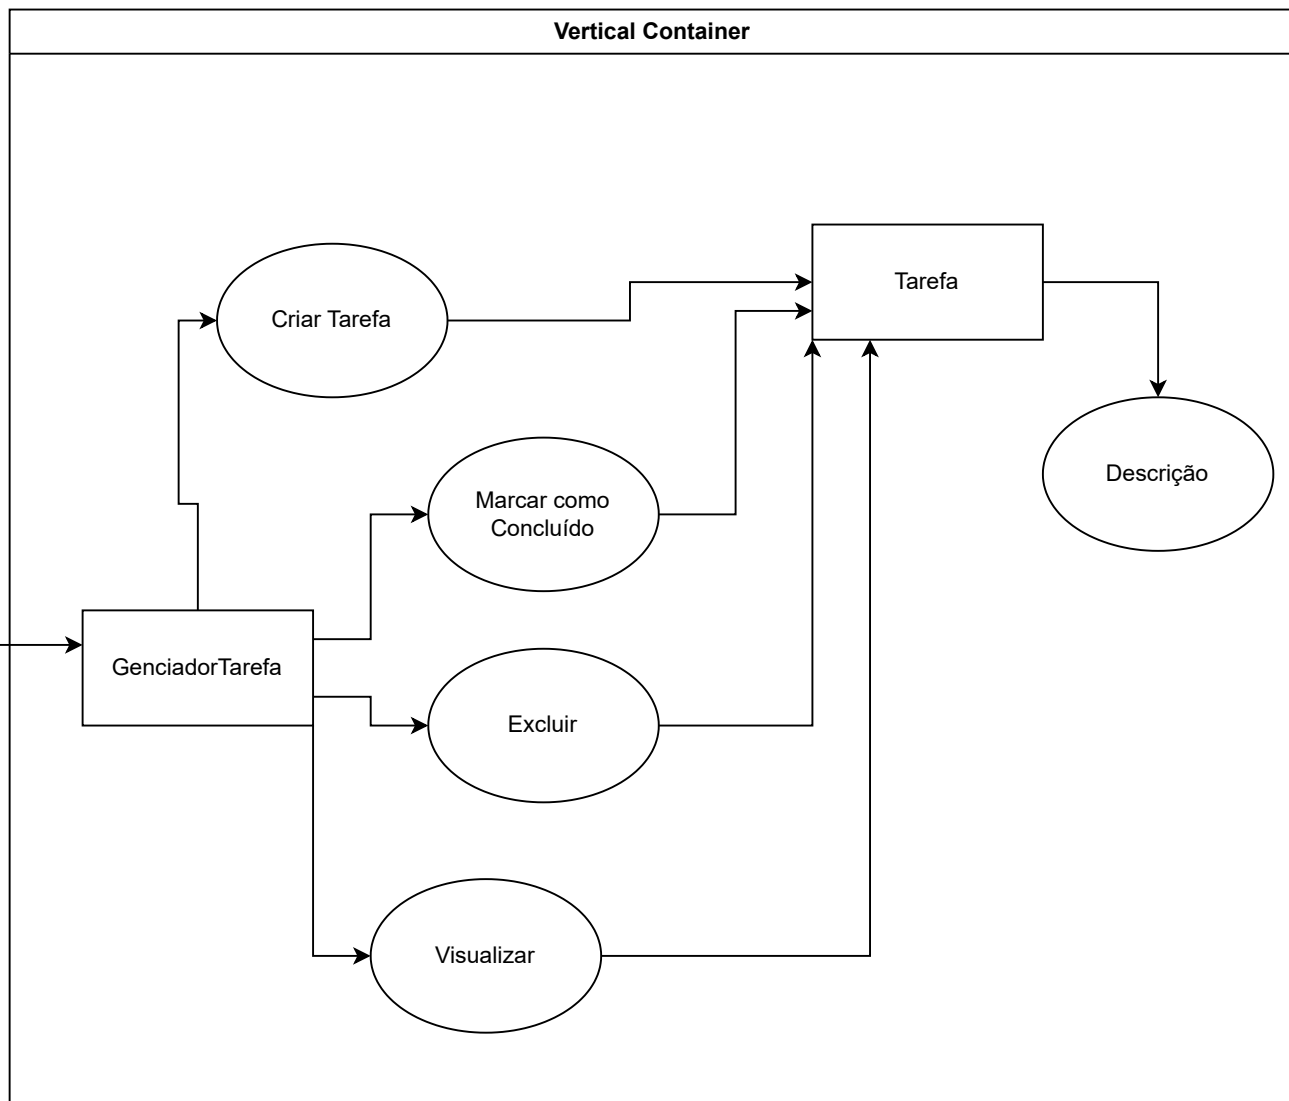 Vertical Container
Tarefa
Criar Tarefa
Descrição
Marcar como
Concluído
GenciadorTarefa
Excluir
Visualizar